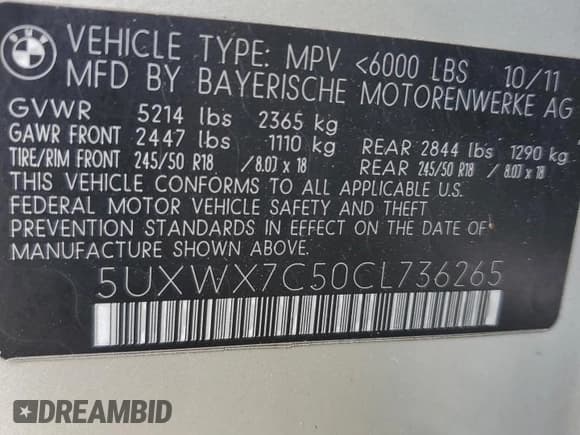 BMW
VEHICLE TYPE: MPV <6000 LBS 10/11
MFD BY BAYERISCHE MOTORENWERKE AG
GVWR 5214 lbs 2365 kg
GAWR FRONT 2447 lbs 1110 kg REAR 2844 lbs 1290 kg
TIRE/RIM FRONT 245/50 R18 /8.0J x 18 REAR 245/50 R18 /8.0J x 18
THIS VEHICLE CONFORMS TO ALL APPLICABLE U.S.
FEDERAL MOTOR VEHICLE SAFETY AND THEFT
PREVENTION STANDARDS IN EFFECT ON THE DATE OF
MANUFACTURE SHOWN ABOVE.
5UXWX7C50CL736265
DREAMBID